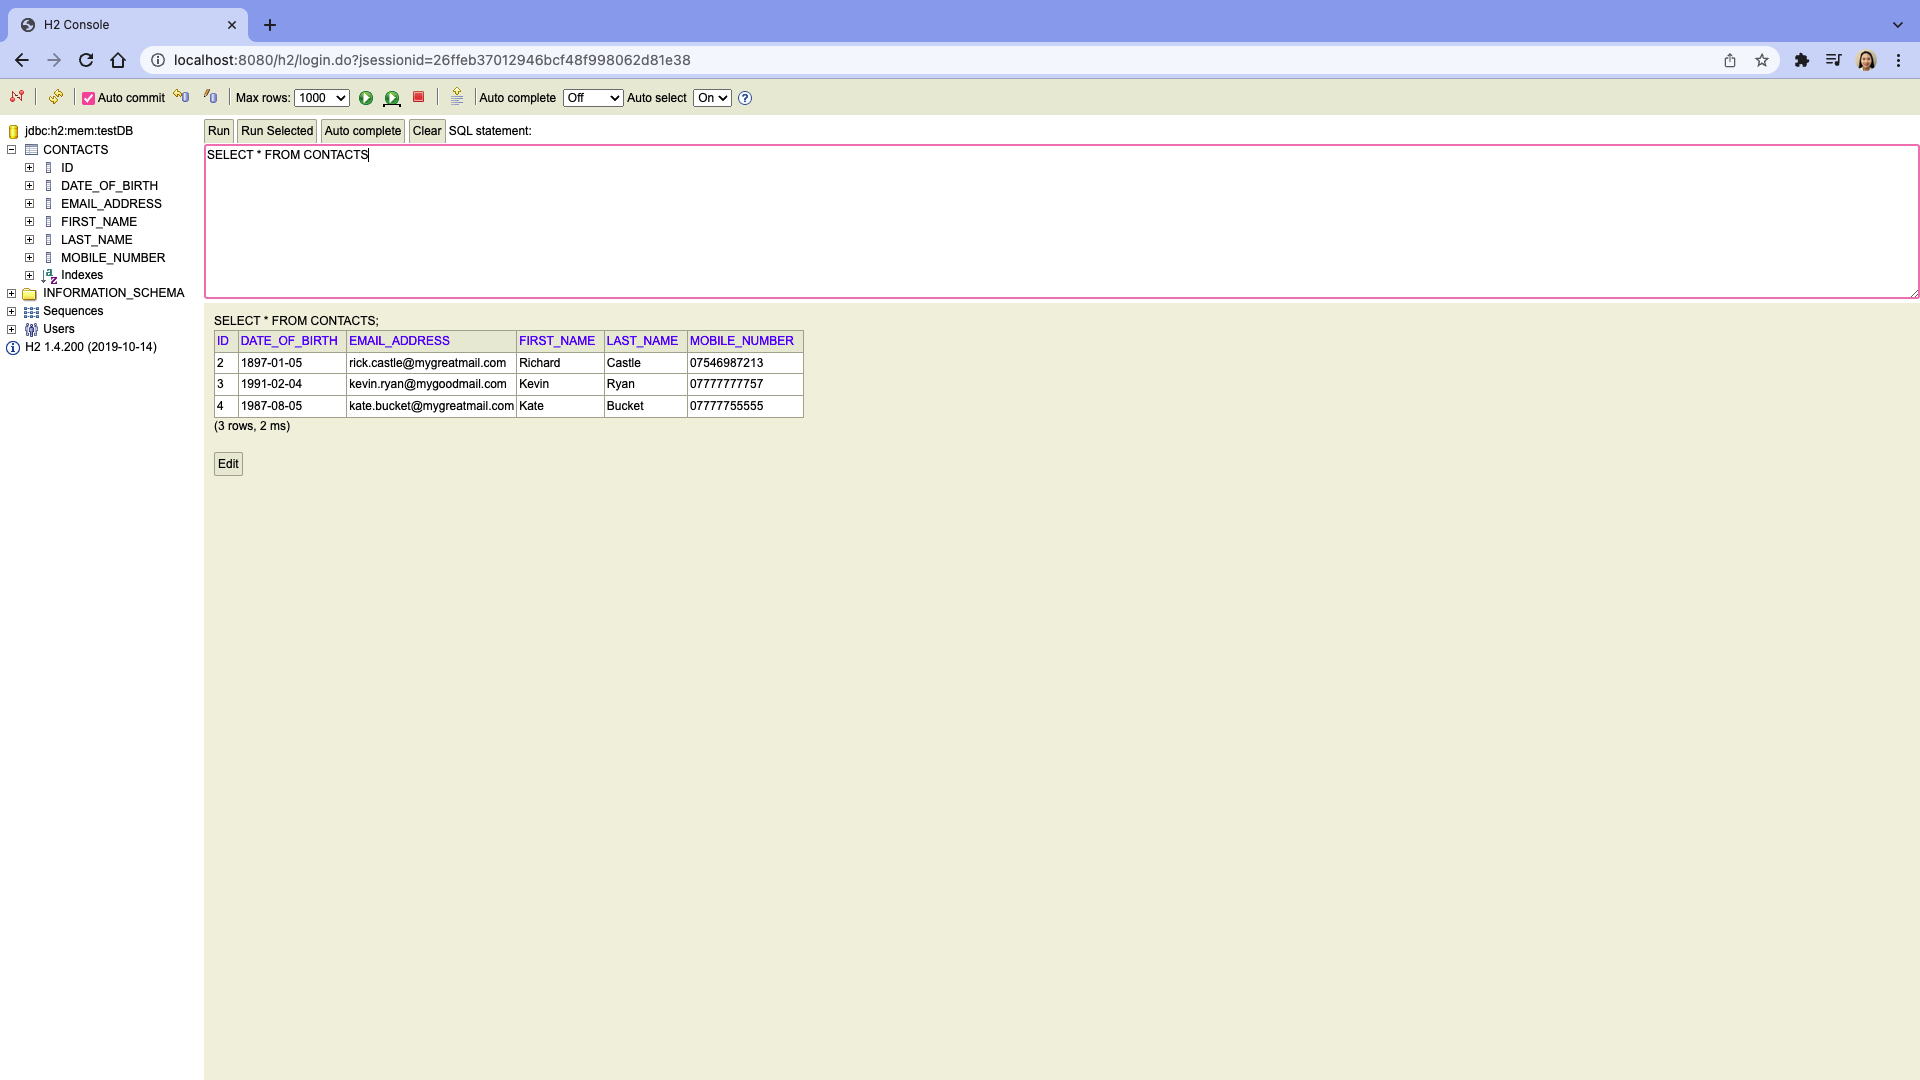 H2 Console
localhost:8080/h2/login.do?jsessionid=26ffeb37012946bcf48f998062d81e38
Auto commit Max rows: 1000 Auto complete Off Auto select On
jdbc:h2:mem:testDB
CONTACTS
ID
DATE_OF_BIRTH
EMAIL_ADDRESS
FIRST_NAME
LAST_NAME
MOBILE_NUMBER
Indexes
INFORMATION_SCHEMA
Sequences
Users
H2 1.4.200 (2019-10-14)
Run Run Selected Auto complete Clear SQL statement:
SELECT * FROM CONTACTS
SELECT * FROM CONTACTS;
ID DATE_OF_BIRTH EMAIL_ADDRESS FIRST_NAME LAST_NAME MOBILE_NUMBER
2 1897-01-05 rick.castle@mygreatmail.com Richard Castle 07546987213
3 1991-02-04 kevin.ryan@mygoodmail.com Kevin Ryan 07777777757
4 1987-08-05 kate.bucket@mygreatmail.com Kate Bucket 07777755555
(3 rows, 2 ms)
Edit